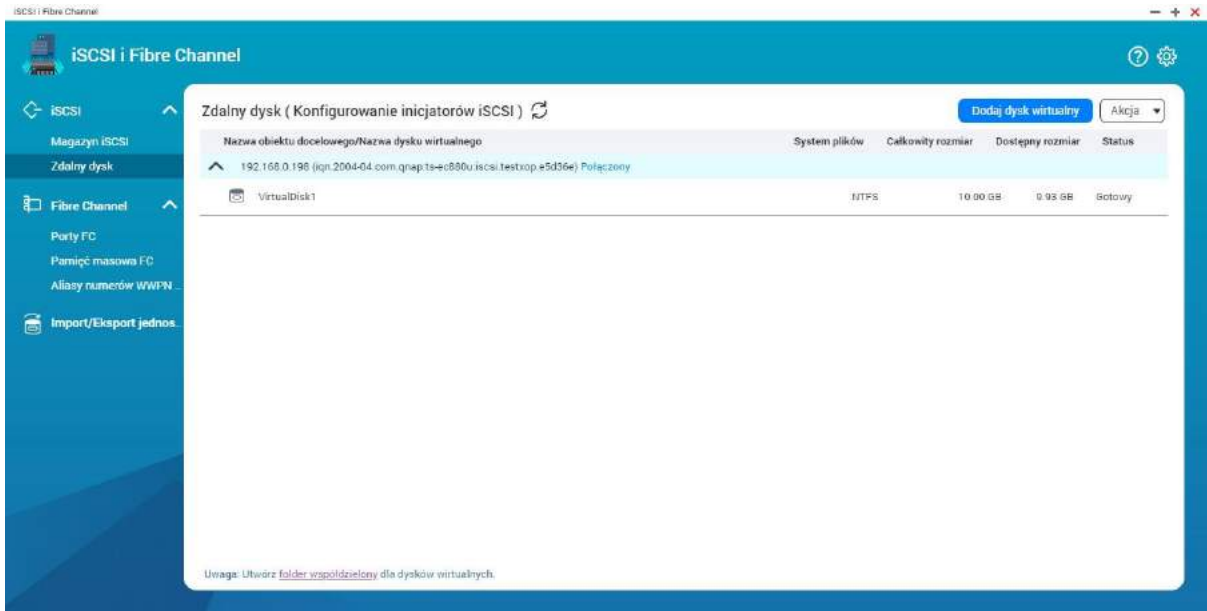 iSCSI i Fibre Channel
iSCSI i Fibre Channel
iSCSI
Magazyn iSCSI
Zdalny dysk
Fibre Channel
Porty FC
Pamięć masowa FC
Aliasy numerów WWPN ...
Import/Eksport jednos...
Zdalny dysk ( Konfigurowanie inicjatorów iSCSI )
Dodaj dysk wirtualny
Akcja
Nazwa obiektu docelowego/Nazwa dysku wirtualnego System plików Całkowity rozmiar Dostępny rozmiar Status
192.168.0.198 (iqn.2004-04.com.qnap:ts-ec880u:iscsi.testxop.e5d36e) Połączony
VirtualDisk1 NTFS 10.00 GB 9.93 GB Gotowy
Uwaga: Utwórz folder współdzielony dla dysków wirtualnych.